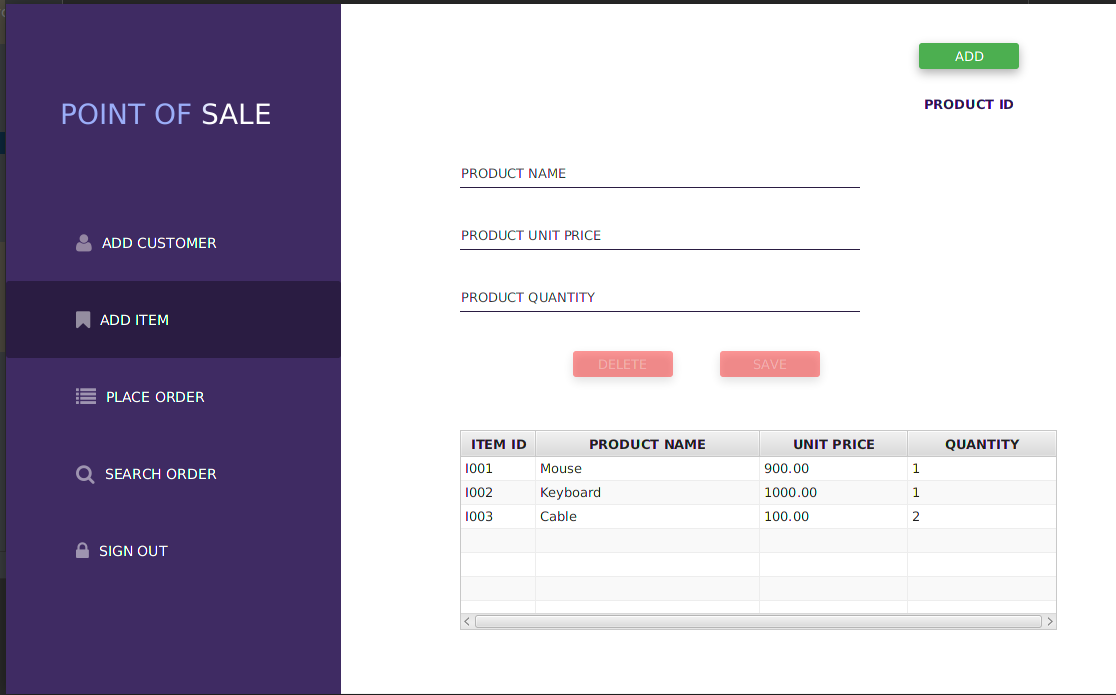 POINT OF SALE
ADD CUSTOMER
ADD ITEM
PLACE ORDER
SEARCH ORDER
SIGN OUT
ADD
PRODUCT ID
PRODUCT NAME
PRODUCT UNIT PRICE
PRODUCT QUANTITY
DELETE SAVE
ITEM ID PRODUCT NAME UNIT PRICE QUANTITY
I001 Mouse 900.00 1
I002 Keyboard 1000.00 1
I003 Cable 100.00 2